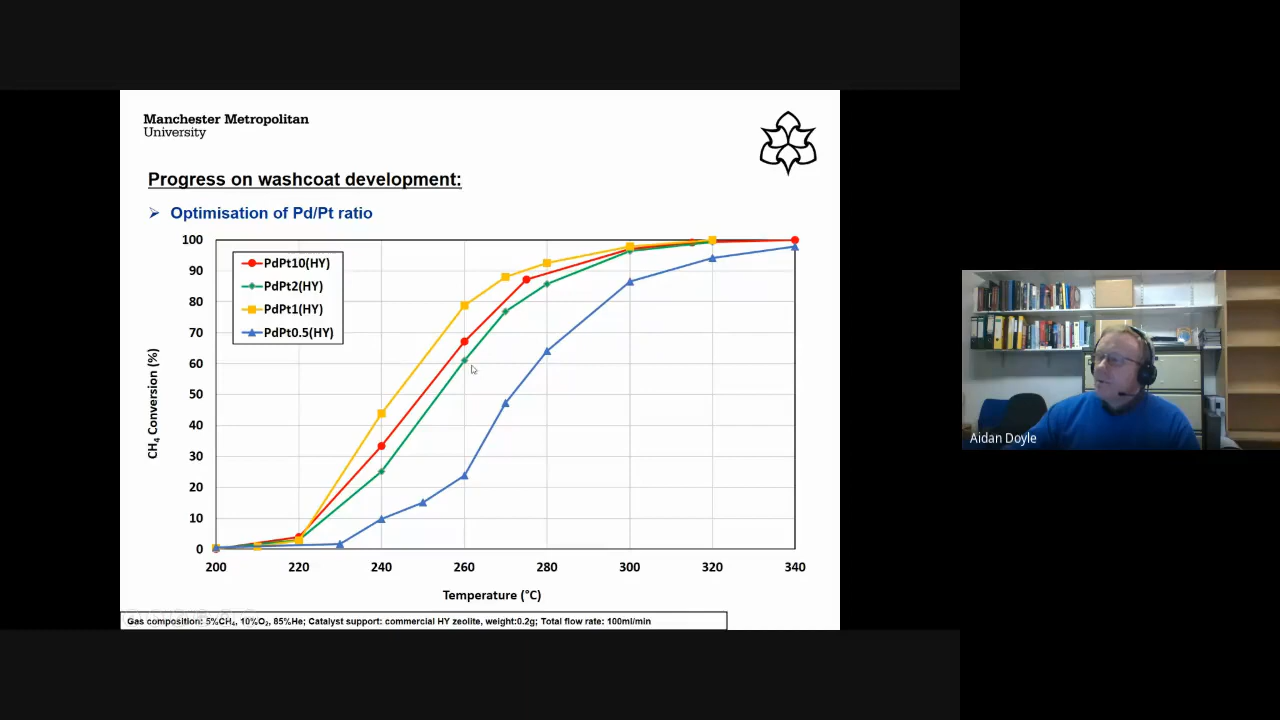 Manchester Metropolitan
University
Progress on washcoat development:
Optimisation of Pd/Pt ratio
100
90
80
70
60
50
40
30
20
10
0
PdPt10(HY)
PdPt2(HY)
PdPt1(HY)
PdPt0.5(HY)
CH₄ Conversion (%)
200 220 240 260 280 300 320 340
Temperature (°C)
Gas composition: 5%CH₄, 10%O₂, 85%He; Catalyst support: commercial HY zeolite, weight:0.2g; Total flow rate: 100ml/min
Aidan Doyle